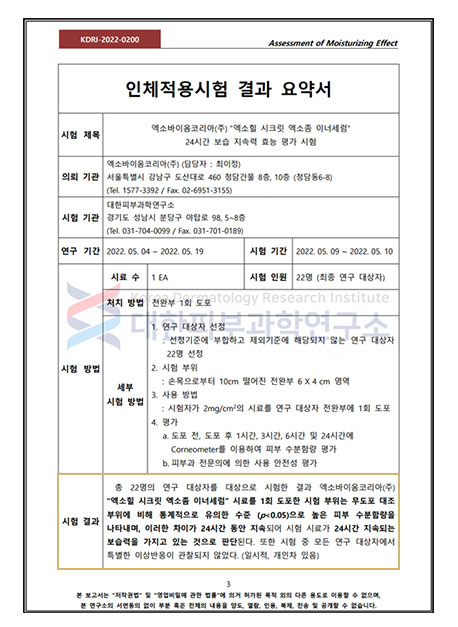 KDRI-2022-0200
Assessment of Moisturizing Effect
인체적용시험 결과 요약서
시험 제목
엑소바이옴코리아(주) "엑소힐 시크릿 엑소좀 이너세럼"
24시간 보습 지속력 효능 평가 시험
의뢰 기관
엑소바이옴코리아(주) (담당자 : 최이정)
서울특별시 강남구 도산대로 460 청담건물 8층, 10층 (청담동6-8)
(Tel. 1577-3392 / Fax. 02-6951-3155)
시험 기관
대한피부과학연구소
경기도 성남시 분당구 야탑로 98, 5~8층
(Tel. 031-704-0099 / Fax. 031-701-0189)
연구 기간
2022. 05. 04 ~ 2022. 05. 19
시험 기간
2022. 05. 09 ~ 2022. 05. 10
시험 방법
시료 수
1 EA
시험 인원
22명 (최종 연구 대상자)
처치 방법
전완부 1회 도포
Korea Dermatology Research Institute
대한피부과학연구소
세부
시험 방법
1. 연구 대상자 선정
: 선정기준에 부합하고 제외기준에 해당되지 않는 연구 대상자
22명 선정
2. 시험 부위
: 손목으로부터 10cm 떨어진 전완부 6 X 4 cm 영역
3. 사용 방법
: 시험자가 2mg/cm²의 시료를 연구 대상자 전완부에 1회 도포
4. 평가
a. 도포 전, 도포 후 1시간, 3시간, 6시간 및 24시간에
Corneometer를 이용하여 피부 수분함량 평가
b. 피부과 전문의에 의한 사용 안전성 평가
시험 결과
총 22명의 연구 대상자를 대상으로 시험한 결과 엑소바이옴코리아(주)
"엑소힐 시크릿 엑소좀 이너세럼" 시료를 1회 도포한 시험 부위는 무도포 대조
부위에 비해 통계적으로 유의한 수준 (p<0.05)으로 높은 피부 수분함량을
나타내며, 이러한 차이가 24시간 동안 지속되어 시험 시료가 24시간 지속되는
보습력을 가지고 있는 것으로 판단된다. 또한 시험 중 모든 연구 대상자에서
특별한 이상반응이 관찰되지 않았다. (일시적, 개인차 있음)
3
본 보고서는 "저작권법" 및 "영업비밀에 관한 법률"에 의거 허가된 목적 외의 다른 용도로 이용할 수 없으며,
본 연구소의 서면동의 없이 부분 혹은 전체의 내용을 양도, 열람, 인용, 복제, 전송 및 공개할 수 없습니다.